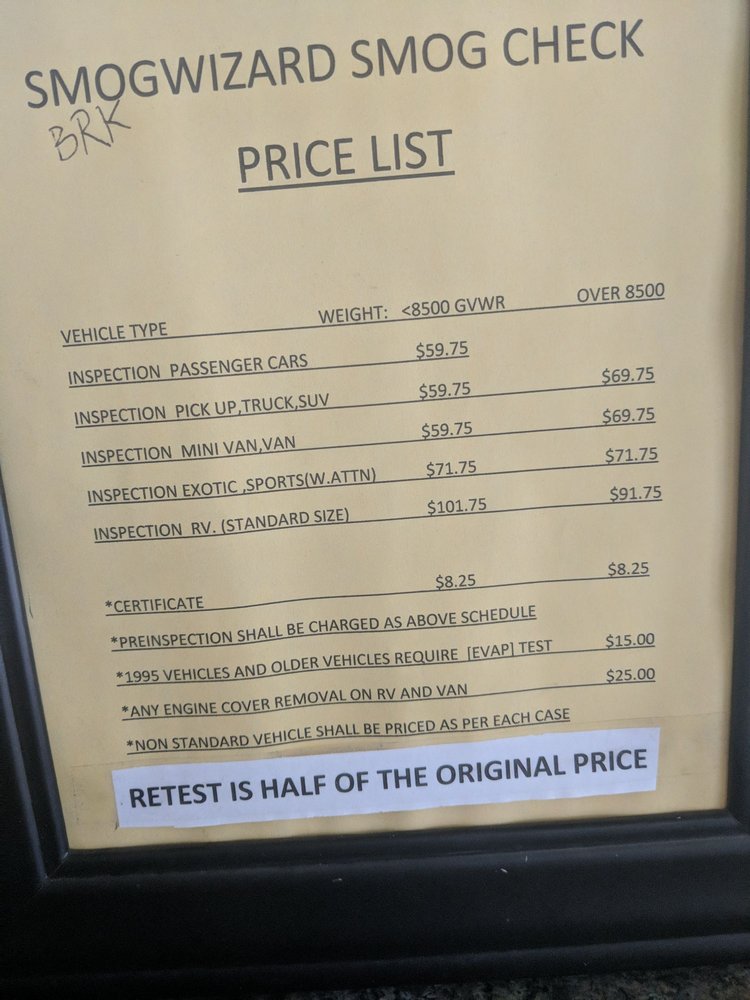 SMOGWIZARD SMOG CHECK
BRK
PRICE LIST
VEHICLE TYPE WEIGHT: <8500 GVWR OVER 8500
INSPECTION PASSENGER CARS $59.75
INSPECTION PICK UP,TRUCK,SUV $59.75 $69.75
INSPECTION MINI VAN,VAN $59.75 $69.75
INSPECTION EXOTIC ,SPORTS(W.ATTN) $71.75 $71.75
INSPECTION RV. (STANDARD SIZE) $101.75 $91.75
*CERTIFICATE $8.25 $8.25
*PREINSPECTION SHALL BE CHARGED AS ABOVE SCHEDULE
*1995 VEHICLES AND OLDER VEHICLES REQUIRE [EVAP] TEST $15.00
*ANY ENGINE COVER REMOVAL ON RV AND VAN $25.00
*NON STANDARD VEHICLE SHALL BE PRICED AS PER EACH CASE
RETEST IS HALF OF THE ORIGINAL PRICE